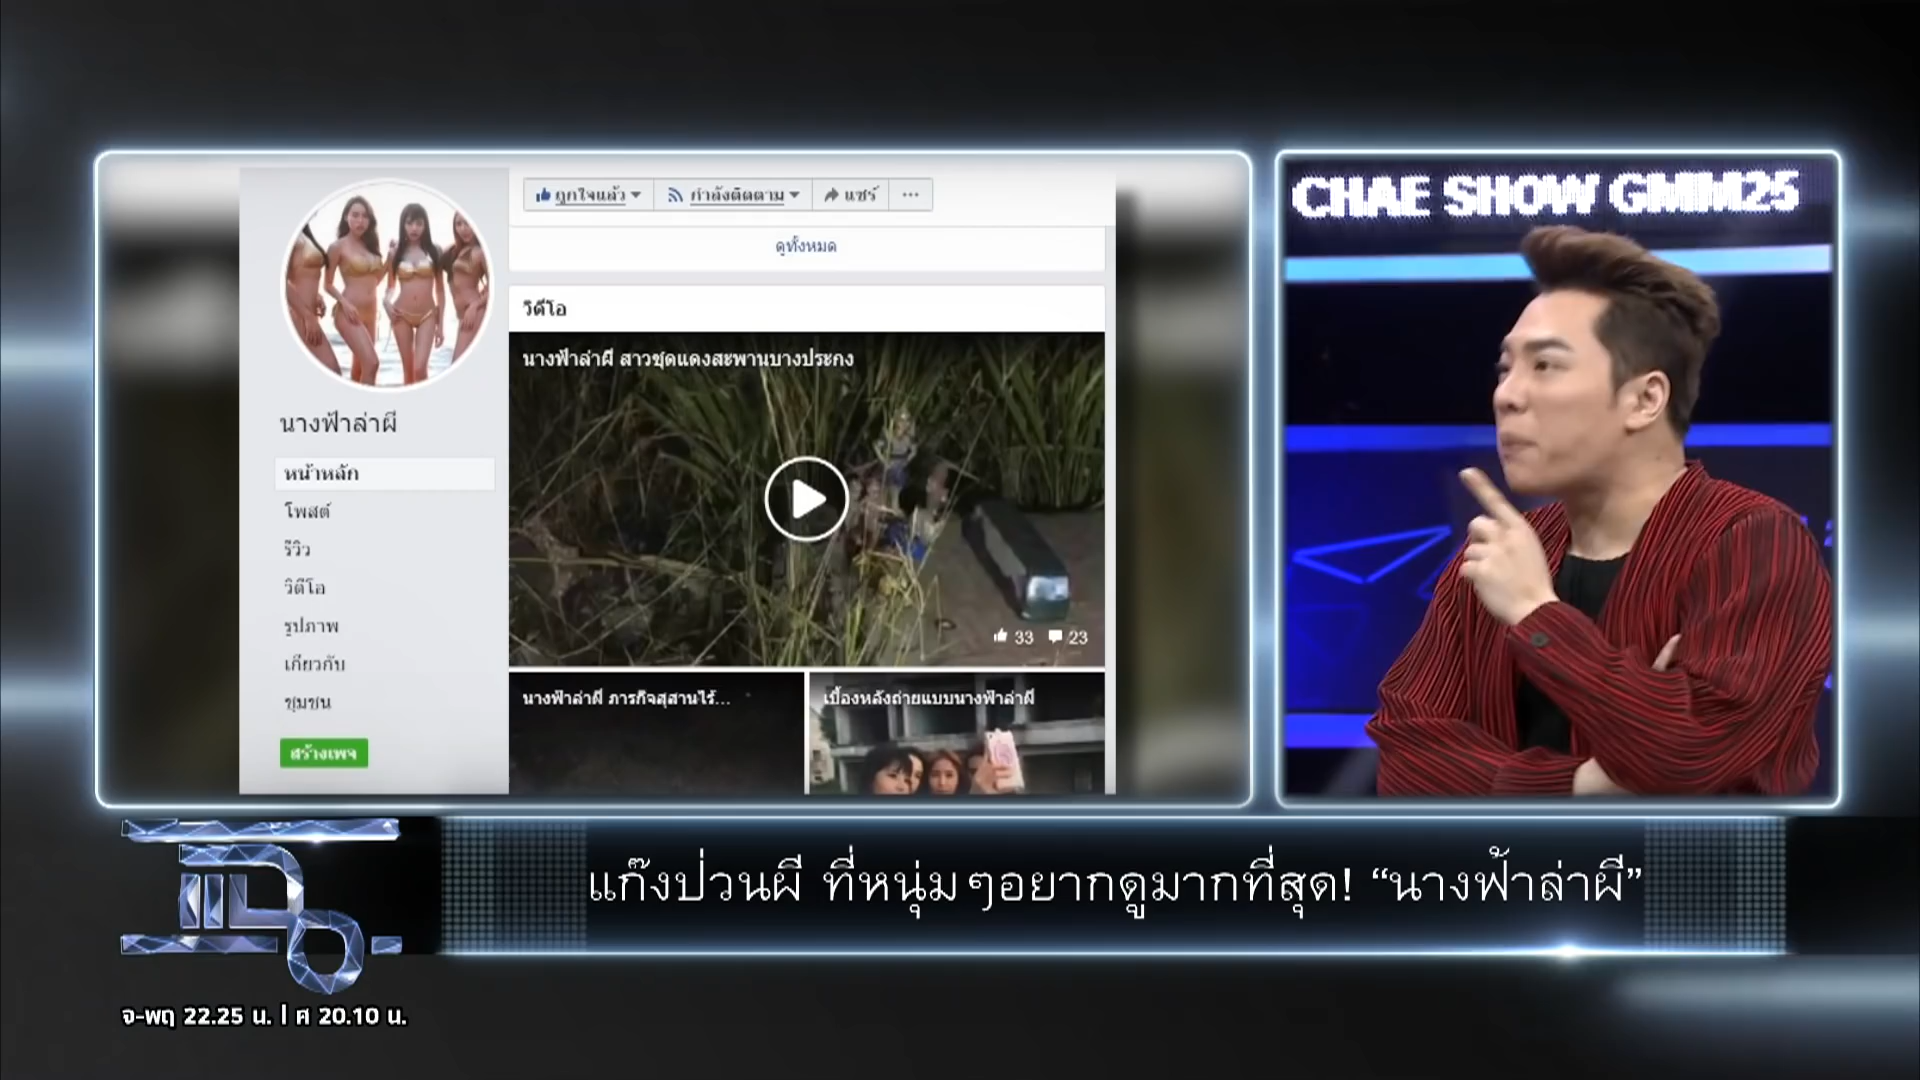 CHAE SHOW GMM25
ถูกใจแล้ว
กำลังติดตาม
แชร์
ดูทั้งหมด
วิดีโอ
นางฟ้าล่าผี สาวชุดแดงสะพานบางประกง
33 23
นางฟ้าล่าผี
หน้าหลัก
โพสต์
รีวิว
วิดีโอ
รูปภาพ
เกี่ยวกับ
ชุมชน
สร้างเพจ
นางฟ้าล่าผี ภารกิจสุสานไร้...
เบื้องหลังถ่ายแบบนางฟ้าล่าผี
แฉ
แก๊งป่วนผี ที่หนุ่มๆอยากดูมากที่สุด! “นางฟ้าล่าผี”
จ-พฤ 22.25 น. | ศ 20.10 น.